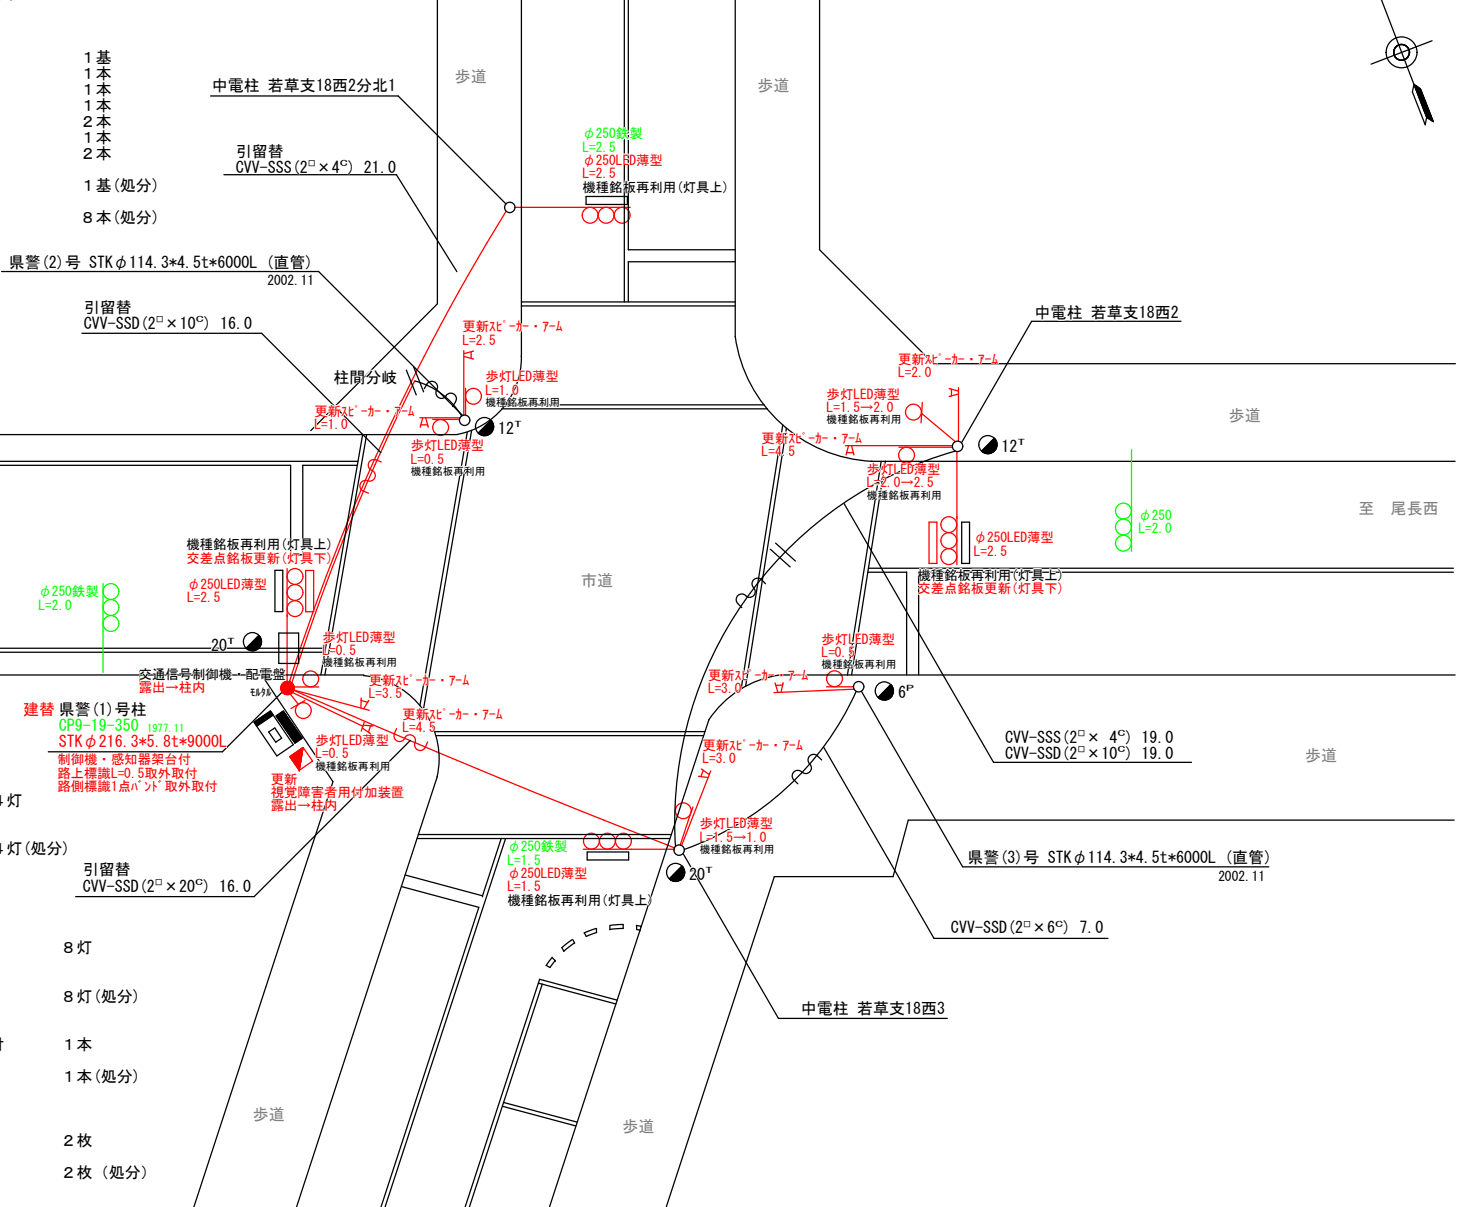 1基
1本
1本
1本
2本
1本
2本
1基(処分)
8本(処分)
歩道
歩道
中電柱 若草支18西2分北1
引留替
CVV-SSS(2□×4C) 21.0
φ250鉄製
L=2.5
φ250LED薄型
L=2.5
機種銘板再利用(灯具上)
県警(2)号 STKφ114.3*4.5t*6000L (直管)
2002.11
引留替
CVV-SSD(2□×10C) 16.0
中電柱 若草支18西2
更新スピーカー・アーム
L=2.5
柱間分岐
歩灯LED薄型
L=1.0
機種銘板再利用
更新スピーカー・アーム
L=1.0
12T
歩灯LED薄型
L=0.5
機種銘板再利用
更新スピーカー・アーム
L=2.0
歩灯LED薄型
L=1.5→2.0
機種銘板再利用
更新スピーカー・アーム
L=4.5
12T
歩灯LED薄型
L=2.0→2.5
機種銘板再利用
歩道
至 尾長西
φ250
L=2.0
φ250LED薄型
L=2.5
機種銘板再利用(灯具上)
交差点銘板更新(灯具下)
機種銘板再利用(灯具上)
交差点銘板更新(灯具下)
φ250LED薄型
L=2.5
φ250鉄製
L=2.0
市道
20T
歩灯LED薄型
L=0.5
機種銘板再利用
交通信号制御機・配電盤
露出→柱内
モルタル
更新スピーカー・アーム
L=3.5
更新スピーカー・アーム
L=4.5
建替 県警(1)号柱
CP9-19-350 1977.11
STKφ216.3*5.8t*9000L
制御機・感知器架台付
路上標識L=0.5取外取付
路側標識1点バンド取外取付
歩灯LED薄型
L=0.5
機種銘板再利用
更新
視覚障害者用付加装置
露出→柱内
歩灯LED薄型
L=0.5
機種銘板再利用
更新スピーカー・アーム
L=3.0
6P
更新スピーカー・アーム
L=3.0
CVV-SSS(2□× 4C) 19.0
CVV-SSD(2□×10C) 19.0
歩道
4灯
4灯(処分)
引留替
CVV-SSD(2□×20C) 16.0
φ250鉄製
L=1.5
φ250LED薄型
L=1.5
機種銘板再利用(灯具上)
歩灯LED薄型
L=1.5→1.0
機種銘板再利用
20T
県警(3)号 STKφ114.3*4.5t*6000L (直管)
2002.11
CVV-SSD(2□×6C) 7.0
中電柱 若草支18西3
8灯
8灯(処分)
1本
1本(処分)
歩道
歩道
2枚
2枚 (処分)